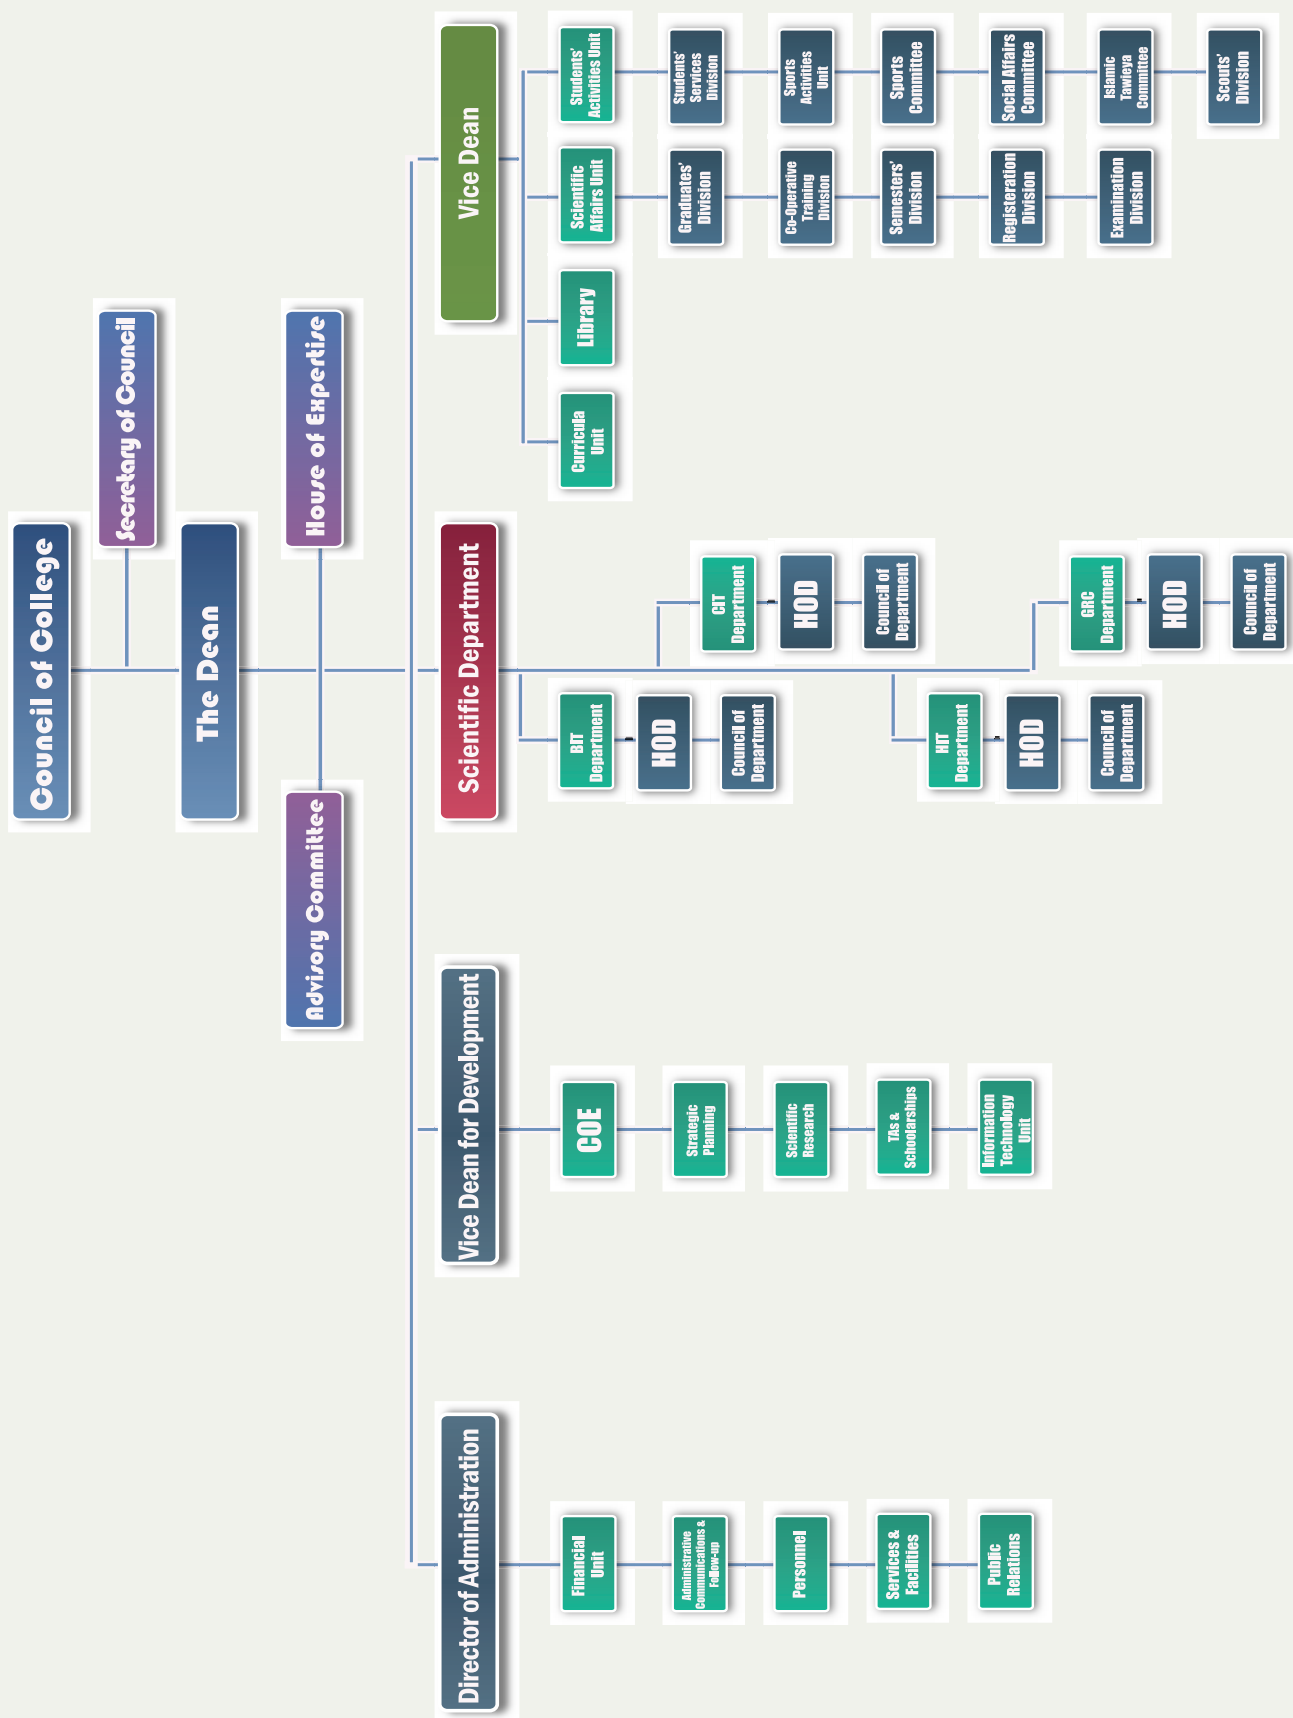 Council of College
Secretary of Council
The Dean
Advisory Committee
House of Expertise
Director of Administration
Financial
Unit
Administrative
Communications &
Follow-up
Personnel
Services &
Facilities
Public
Relations
Vice Dean for Development
COE
Strategic
Planning
Scientific
Research
TAs &
Schoolarships
Information
Technology
Unit
Scientific Department
BIT
Department
HOD
Council of
Department
CIT
Department
HOD
Council of
Department
HIT
Department
HOD
Council of
Department
GRC
Department
HOD
Council of
Department
Vice Dean
Curricula
Unit
Library
Scientific
Affairs Unit
Graduates'
Division
Co-Operative
Training
Division
Semesters'
Division
Registeration
Division
Examination
Division
Students'
Activities Unit
Students'
Services
Division
Sports
Activities
Unit
Sports
Committee
Social Affairs
Committee
Islamic
Tawieya
Committee
Scouts'
Division